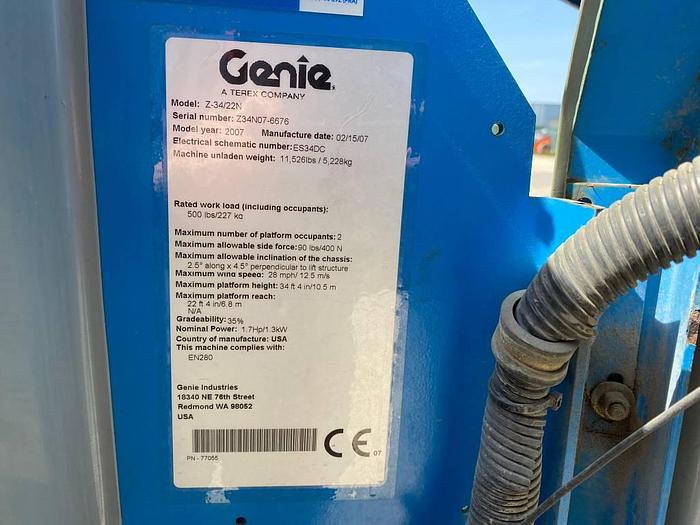 Genie
A TEREX COMPANY
Model: Z-34/22N
Serial number: Z34N07-6676
Model year: 2007 Manufacture date: 02/15/07
Electrical schematic number: ES34DC
Machine unladen weight: 11,526lbs / 5,228kg
Rated work load (including occupants):
500 lbs/227 kg
Maximum number of platform occupants: 2
Maximum allowable side force: 90 lbs/400 N
Maximum allowable inclination of the chassis:
2.5° along x 4.5° perpendicular to lift structure
Maximum wind speed: 28 mph/ 12.5 m/s
Maximum platform height: 34 ft 4 in/10.5 m
Maximum platform reach:
22 ft 4 in/6.8 m
N/A
Gradeability: 35%
Nominal Power: 1.7Hp/1.3kW
Country of manufacture: USA
This machine complies with:
EN280
Genie Industries
18340 NE 76th Street
Redmond WA 98052
USA
PN - 77055
CE
07